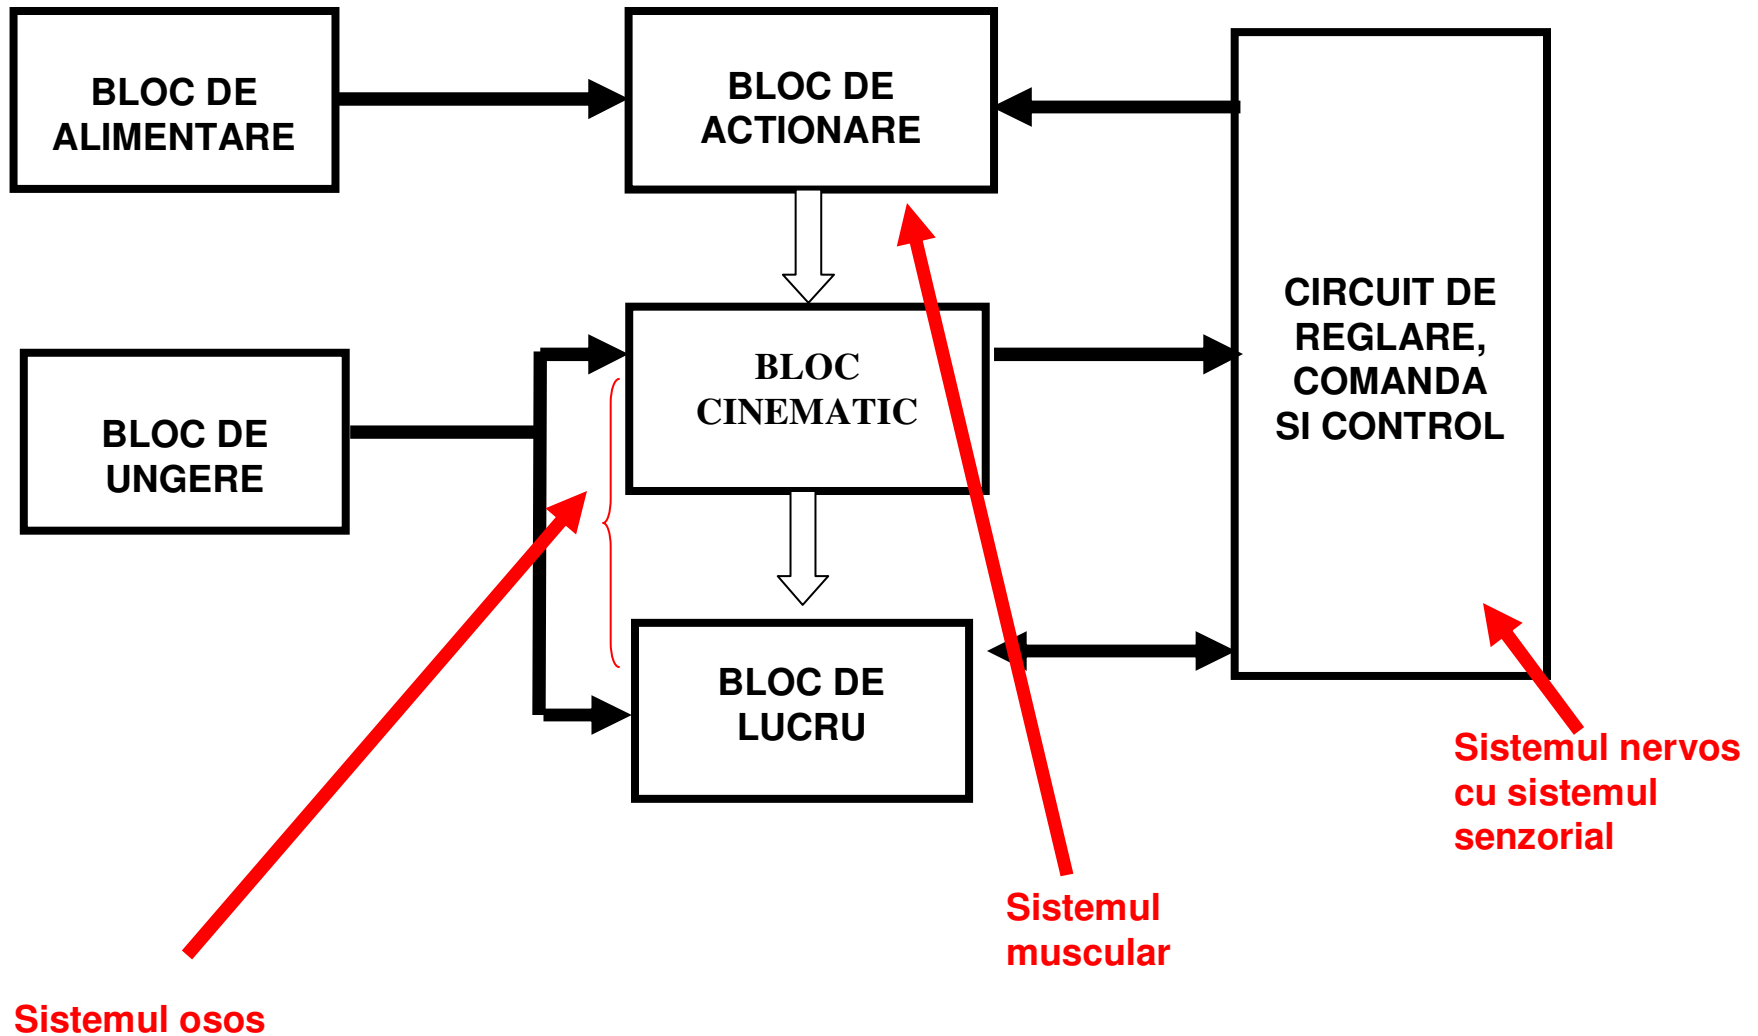 BLOC DE
ALIMENTARE
BLOC DE
ACTIONARE
CIRCUIT DE
REGLARE,
COMANDA
SI CONTROL
BLOC
CINEMATIC
BLOC DE
UNGERE
BLOC DE
LUCRU
Sistemul nervos
cu sistemul
senzorial
Sistemul
muscular
Sistemul osos